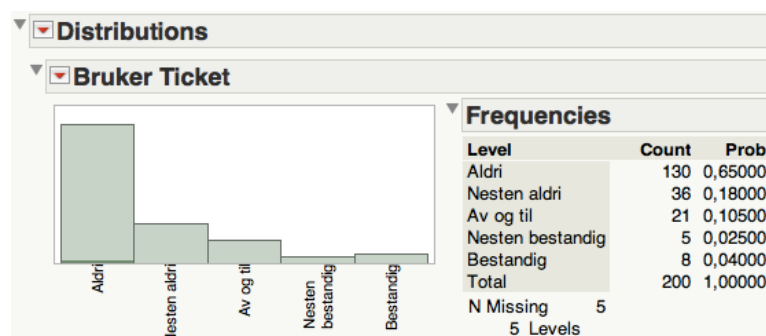 Distributions
Bruker Ticket
Frequencies
Level Count Prob
Aldri 130 0,65000
Nesten aldri 36 0,18000
Av og til 21 0,10500
Nesten bestandig 5 0,02500
Bestandig 8 0,04000
Total 200 1,00000
N Missing 5
5 Levels
Aldri
Nesten aldri
Av og til
Nesten
bestandig
Bestandig